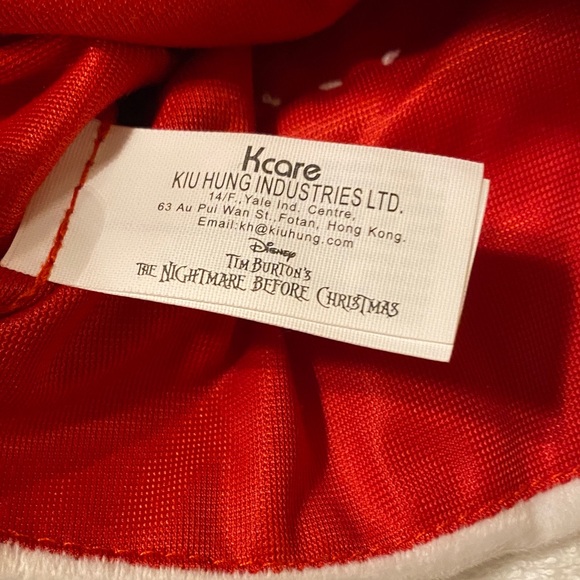 Kcare
KIU HUNG INDUSTRIES LTD.
14/F.,Yale Ind. Centre,
63 Au Pui Wan St.,Fotan, Hong Kong.
Email:kh@kiuhung.com
Disney
TIM BURTON'S
THE NIGHTMARE BEFORE CHRISTMAS